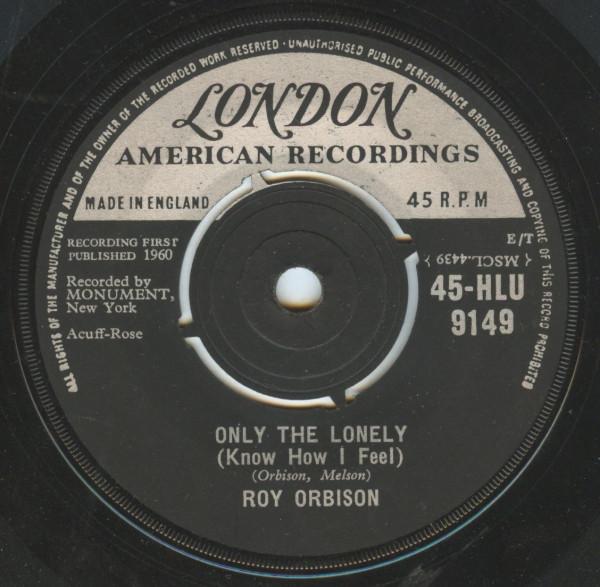 ALL RIGHTS OF THE MANUFACTURER AND OF THE OWNER OF THE RECORDED WORK RESERVED · UNAUTHORISED PUBLIC PERFORMANCE BROADCASTING AND COPYING OF THIS RECORD PROHIBITED
LONDON
AMERICAN RECORDINGS
MADE IN ENGLAND
45 R.P.M
RECORDING FIRST
PUBLISHED 1960
Recorded by
MONUMENT,
New York
Acuff-Rose
E/T
{ MSCL.4439 }
45-HLU
9149
ONLY THE LONELY
(Know How I Feel)
(Orbison, Melson)
ROY ORBISON